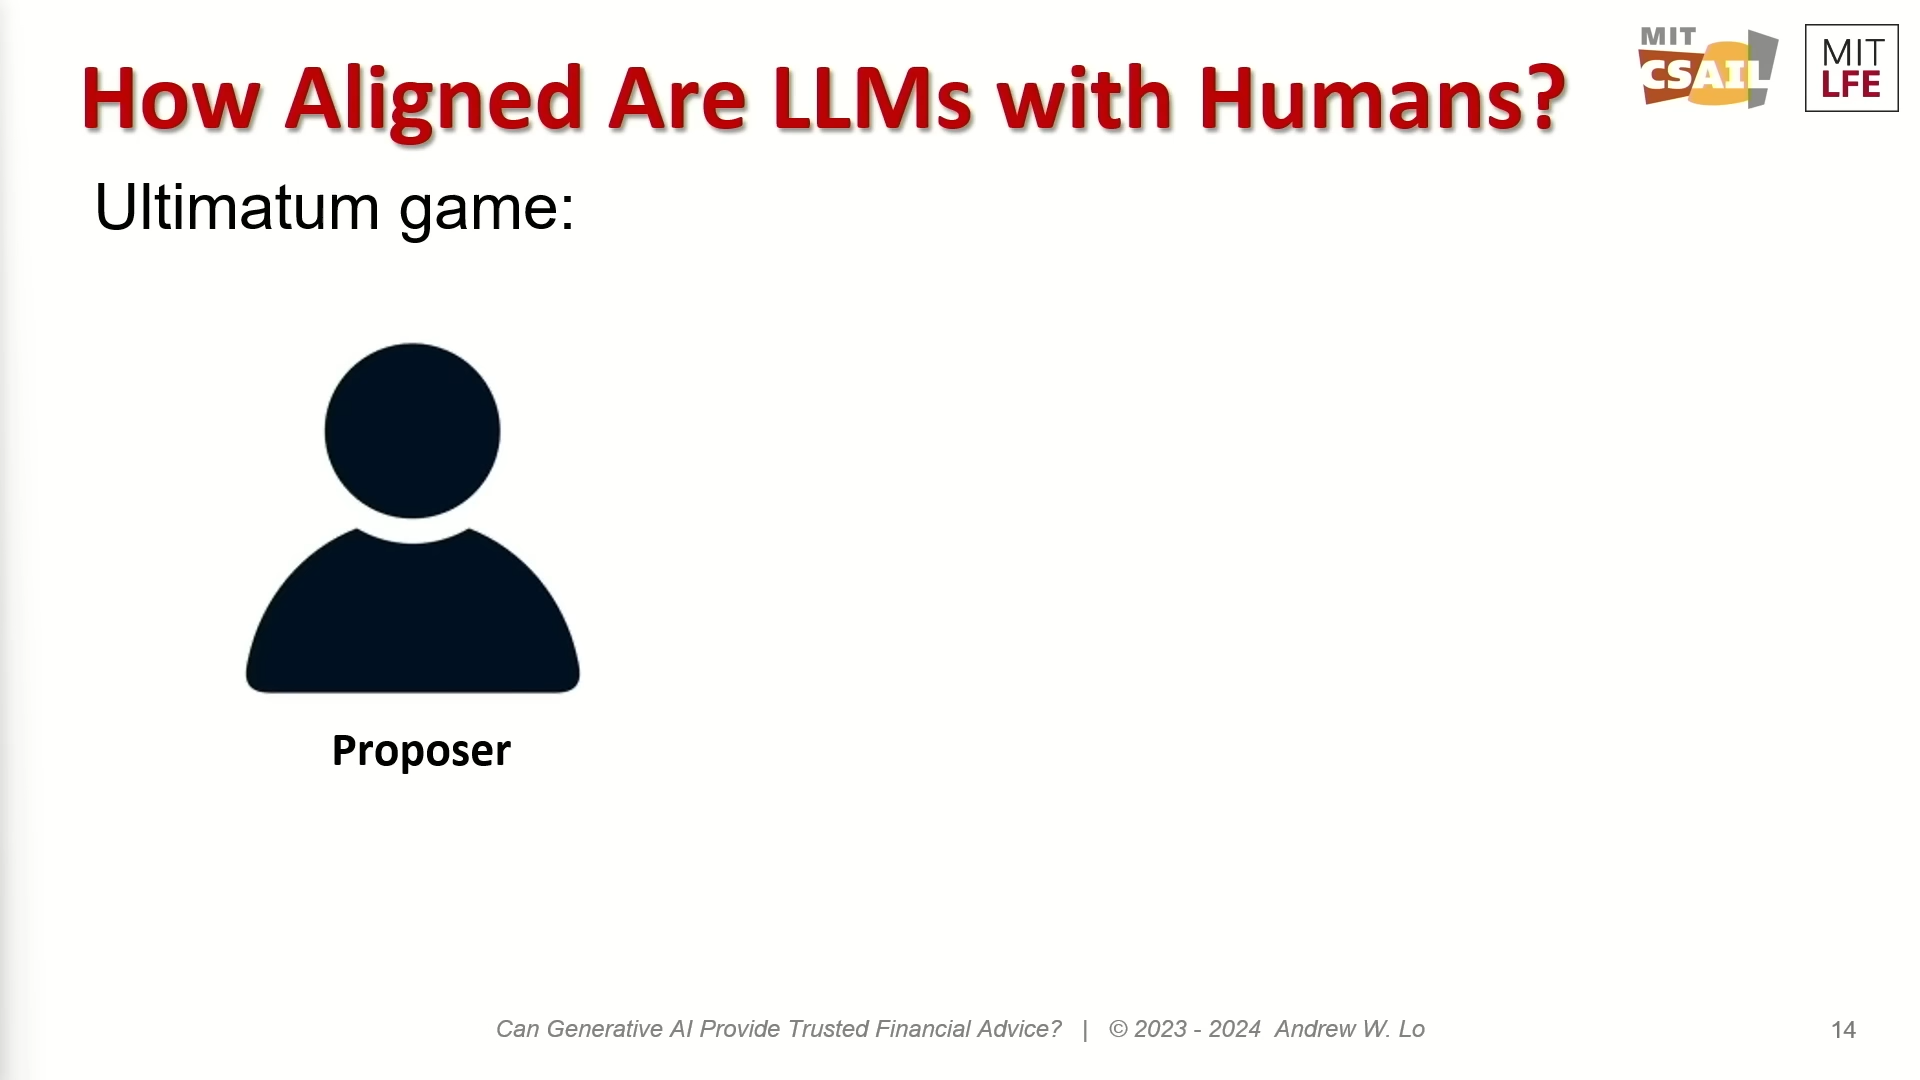 How Aligned Are LLMs with Humans?
MIT
CSAIL
MIT
LFE
Ultimatum game:
Proposer
Can Generative AI Provide Trusted Financial Advice? | © 2023 - 2024 Andrew W. Lo
14